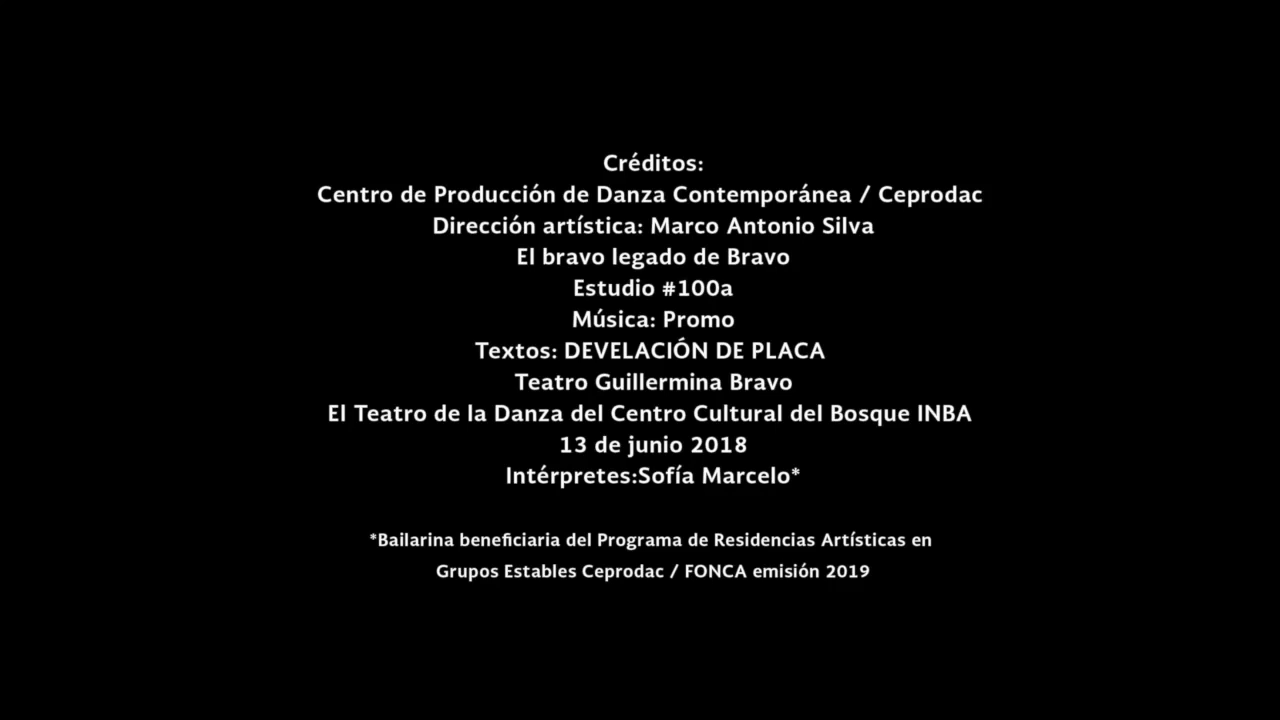 Créditos:
Centro de Producción de Danza Contemporánea / Ceprodac
Dirección artística: Marco Antonio Silva
El bravo legado de Bravo
Estudio #100a
Música: Promo
Textos: DEVELACIÓN DE PLACA
Teatro Guillermina Bravo
El Teatro de la Danza del Centro Cultural del Bosque INBA
13 de junio 2018
Intérpretes:Sofía Marcelo*
*Bailarina beneficiaria del Programa de Residencias Artísticas en
Grupos Estables Ceprodac / FONCA emisión 2019